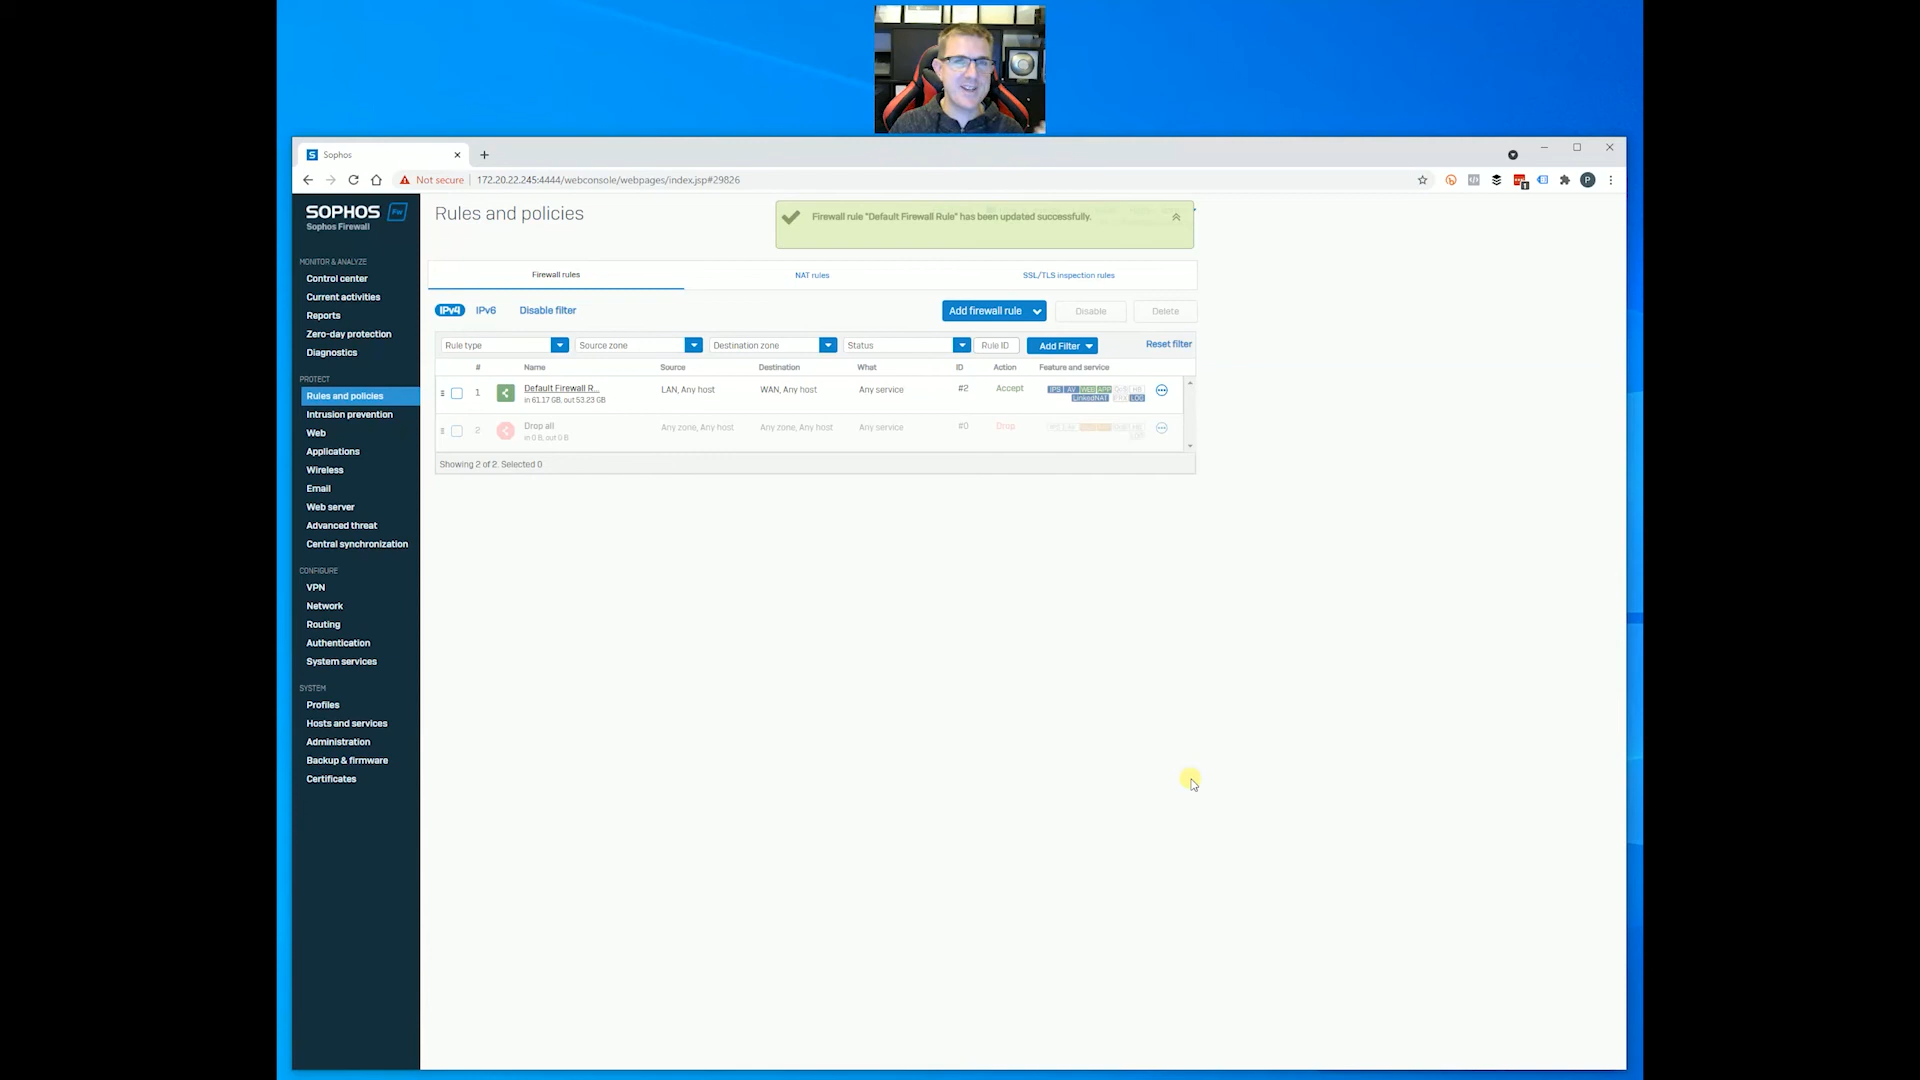 Sophos
Not secure
172.20.22.245:4444/webconsole/webpages/index.jsp#29826
P
SOPHOS Fw
Sophos Firewall
MONITOR & ANALYZE
Control center
Current activities
Reports
Zero-day protection
Diagnostics
PROTECT
Rules and policies
Intrusion prevention
Web
Applications
Wireless
Email
Web server
Advanced threat
Central synchronization
CONFIGURE
VPN
Network
Routing
Authentication
System services
SYSTEM
Profiles
Hosts and services
Administration
Backup & firmware
Certificates
Rules and policies
Firewall rule "Default Firewall Rule" has been updated successfully.
Firewall rules NAT rules SSL/TLS inspection rules
IPv4 IPv6 Disable filter Add firewall rule Disable Delete
Rule type Source zone Destination zone Status Rule ID Add Filter Reset filter
# Name Source Destination What ID Action Feature and service
1 Default Firewall R... LAN, Any host WAN, Any host Any service #2 Accept IPS AV WEB APP QoS HB
in 61.17 GB, out 53.23 GB LinkedNAT LOG
2 Drop all Any zone, Any host Any zone, Any host Any service #0 Drop
in 0 B, out 0 B
Showing 2 of 2. Selected 0